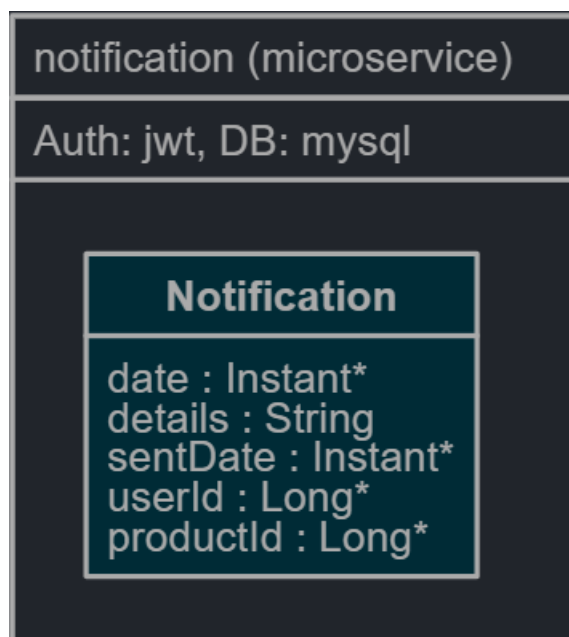 notification (microservice)
Auth: jwt, DB: mysql
Notification
date : Instant*
details : String
sentDate : Instant*
userId : Long*
productId : Long*